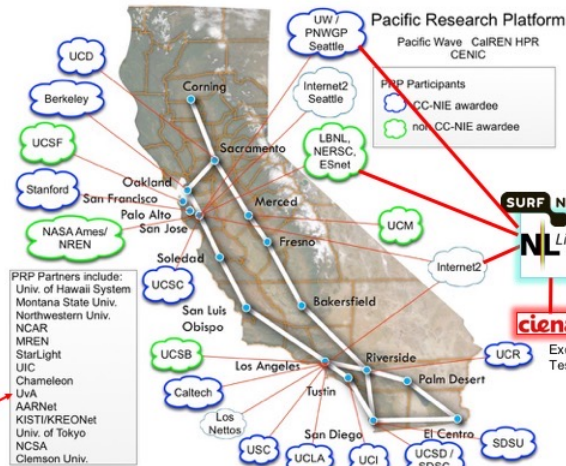 Pacific Research Platform
Pacific Wave CalREN HPR
CENIC
PRP Participants
CC-NIE awardee
non CC-NIE awardee
UW /
PNWGP
Seattle
UCD
Internet2
Seattle
Berkeley
Corning
LBNL,
NERSC,
ESnet
UCSF
Sacramento
Stanford
Oakland
San Francisco
Palo Alto
San Jose
Merced
UCM
SURF
NL
NASA Ames/
NREN
Fresno
Internet2
Soledad
UCSC
PRP Partners include:
Univ. of Hawaii System
Montana State Univ.
Northwestern Univ.
NCAR
MREN
StarLight
UIC
Chameleon
UvA
AARNet
KISTI/KREONet
Univ. of Tokyo
NCSA
Clemson Univ.
San Luis
Obispo
Bakersfield
UCSB
Los Angeles
Riverside
UCR
Caltech
Tustin
Palm Desert
Los
Nettos
San Diego
El Centro
USC
UCLA
UCI
UCSD /
SDSC
SDSU